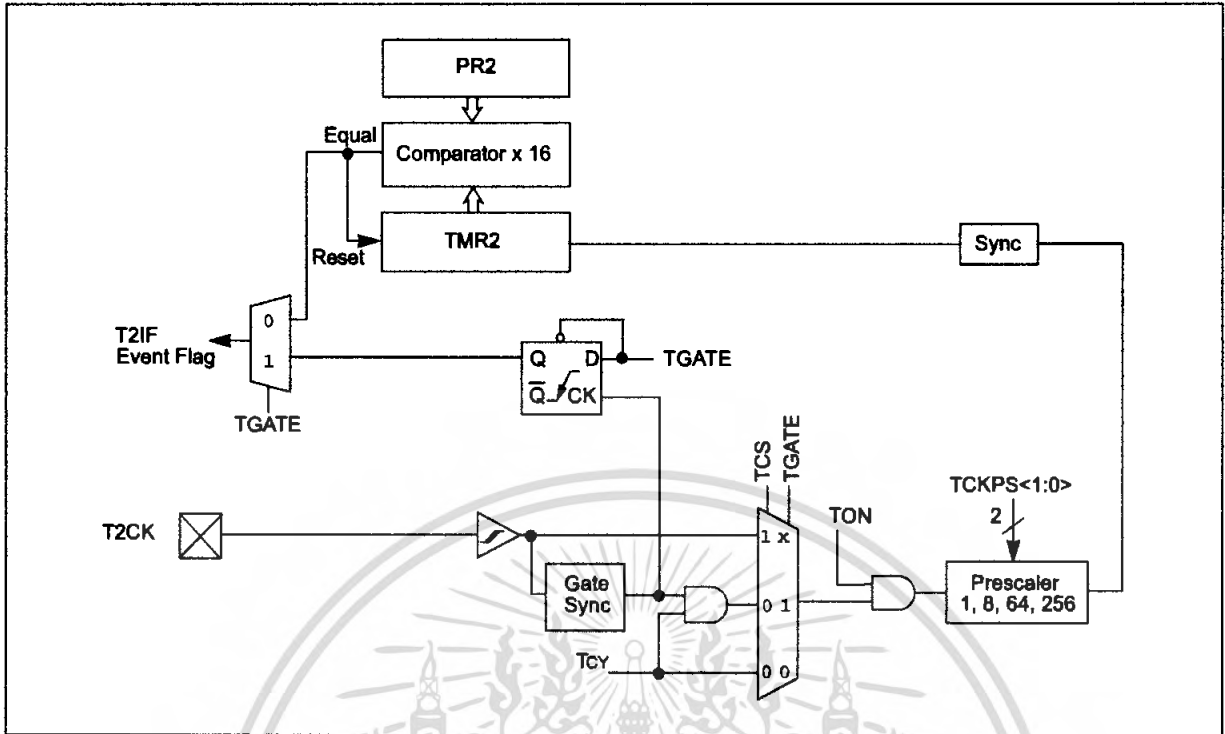 PR2
Equal
Comparator x 16
Reset
TMR2
Sync
0
1
T2IF
Event Flag
TGATE
Q D
Q CK
TGATE
TCS
TGATE
TCKPS<1:0>
2
TON
T2CK
1 x
Gate
Sync
0 1
Prescaler
1, 8, 64, 256
TCY
0 0